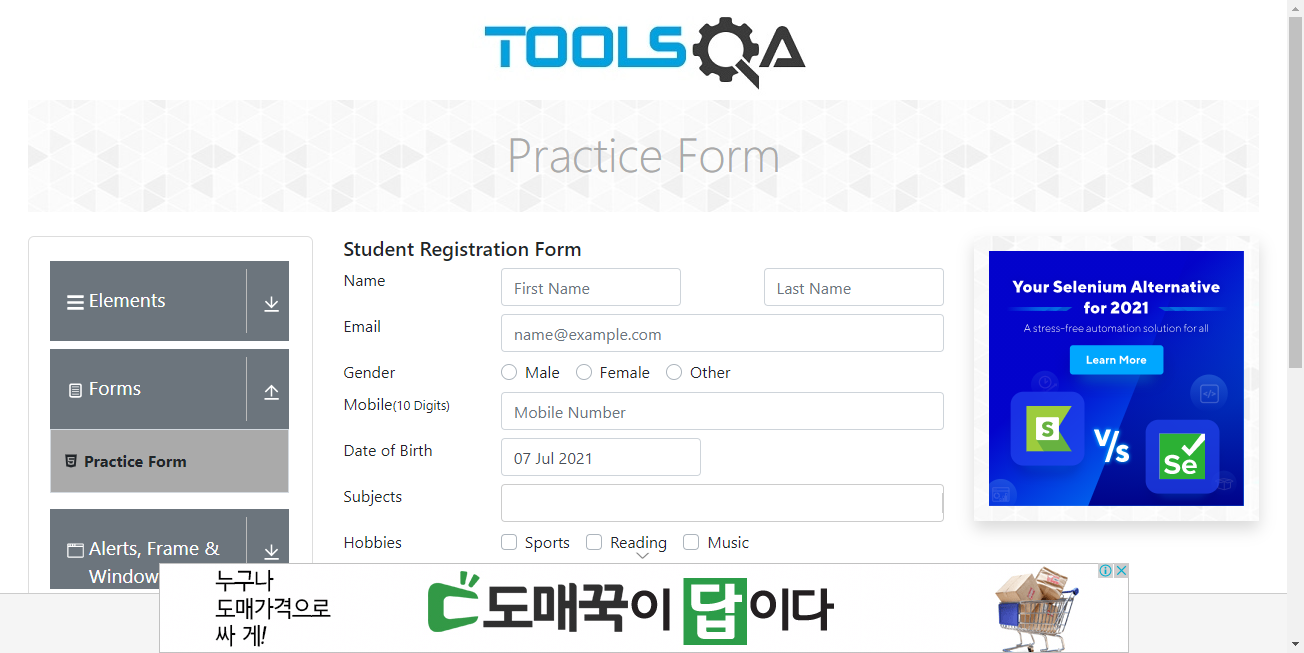 TOOLSQA
Practice Form
Elements
Forms
Practice Form
Alerts, Frame &
Window
Student Registration Form
Name
First Name
Last Name
Email
name@example.com
Gender
Male
Female
Other
Mobile(10 Digits)
Mobile Number
Date of Birth
07 Jul 2021
Subjects
Hobbies
Sports
Reading
Music
Your Selenium Alternative
for 2021
A stress-free automation solution for all
Learn More
S
V/s
Se
누구나
도매가격으로
싸 게!
도매꾹이 답이다